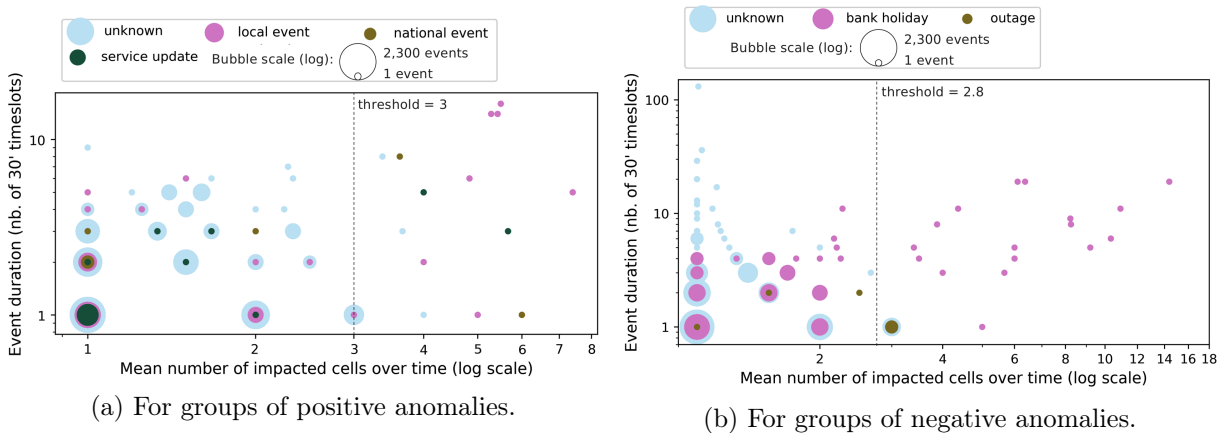 unknown local event national event
service update Bubble scale (log): 2,300 events
1 event
threshold = 3
Event duration (nb. of 30' timeslots)
10
1
1 2 3 4 5 6 7 8
Mean number of impacted cells over time (log scale)
(a) For groups of positive anomalies.
unknown bank holiday outage
Bubble scale (log): 2,300 events
1 event
threshold = 2.8
Event duration (nb. of 30' timeslots)
100
10
1
2 4 6 8 10 12 14 16 18
Mean number of impacted cells over time (log scale)
(b) For groups of negative anomalies.